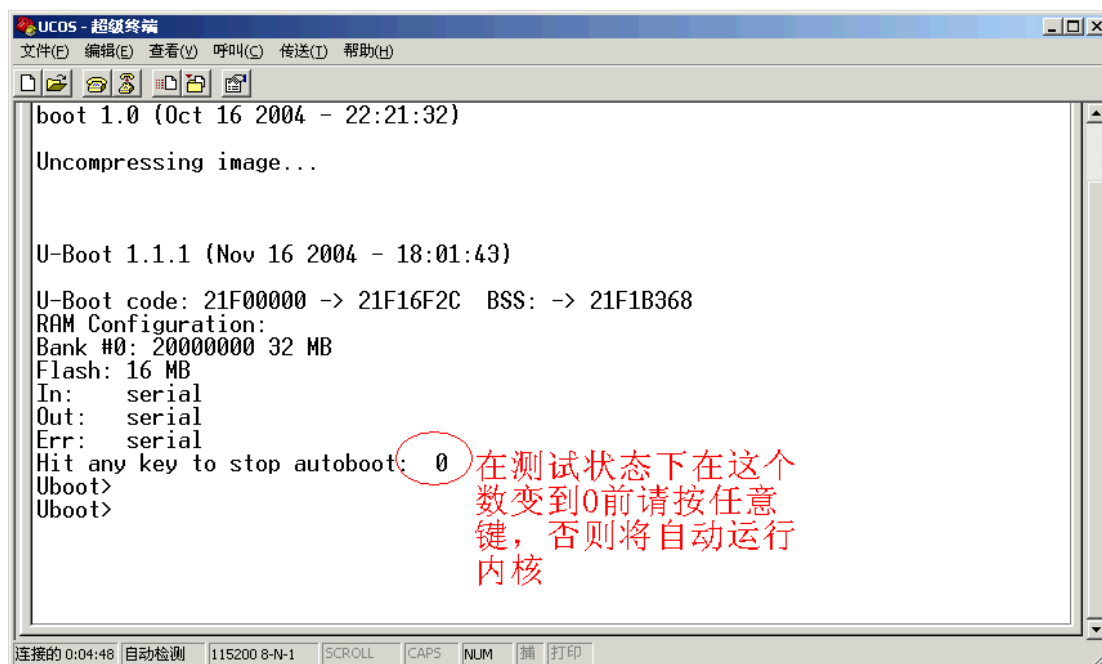 UCOS - 超级终端
文件(F) 编辑(E) 查看(V) 呼叫(C) 传送(T) 帮助(H)
boot 1.0 (Oct 16 2004 - 22:21:32)
Uncompressing image...
U-Boot 1.1.1 (Nov 16 2004 - 18:01:43)
U-Boot code: 21F00000 -> 21F16F2C  BSS: -> 21F1B368
RAM Configuration:
Bank #0: 20000000 32 MB
Flash: 16 MB
In:    serial
Out:   serial
Err:   serial
Hit any key to stop autoboot:  0
Uboot>
Uboot>
在测试状态下在这个
数变到0前请按任意
键，否则将自动运行
内核
连接的 0:04:48 自动检测 115200 8-N-1 SCROLL CAPS NUM 捕 打印